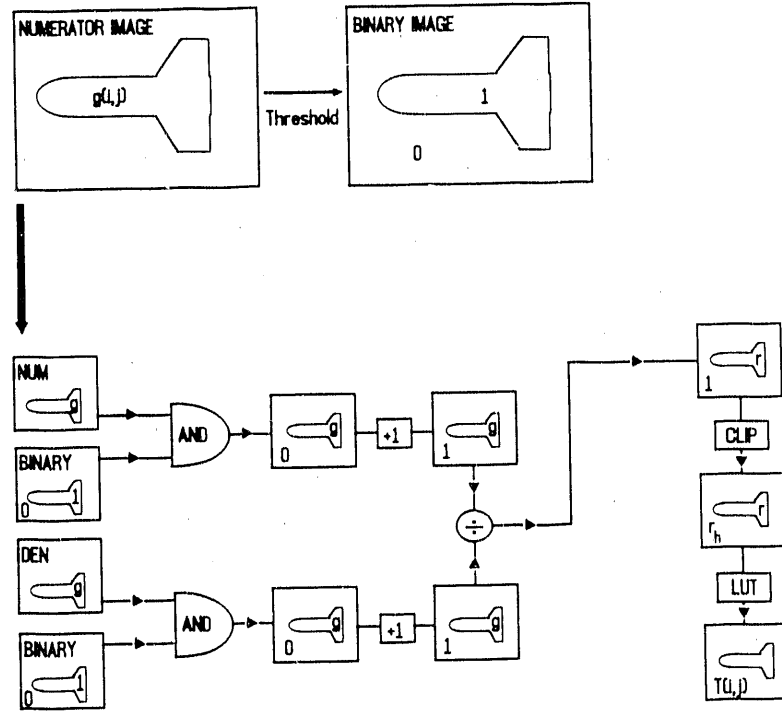 NUMERATOR IMAGE
g(i,j)
Threshold
BINARY IMAGE
1
0
NUM
g
BINARY
1
0
AND
g
0
+1
g
1
DEN
g
BINARY
1
0
AND
g
0
+1
g
1
÷
r
1
CLIP
r
r_h
LUT
T(i,j)